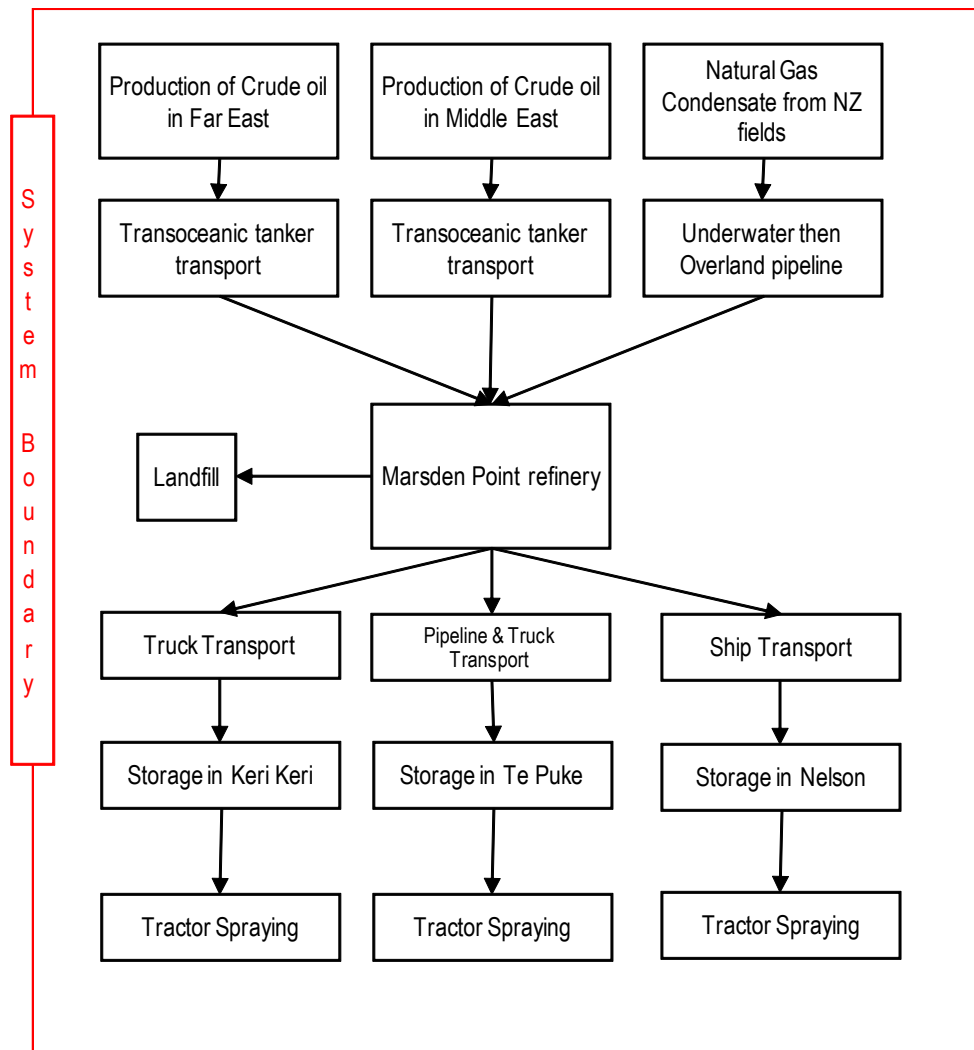 Production of Crude oil
in Far East
Production of Crude oil
in Middle East
Natural Gas
Condensate from NZ
fields
System Boundary
Transoceanic tanker
transport
Transoceanic tanker
transport
Underwater then
Overland pipeline
Landfill
Marsden Point refinery
Truck Transport
Pipeline & Truck
Transport
Ship Transport
Storage in Keri Keri
Storage in Te Puke
Storage in Nelson
Tractor Spraying
Tractor Spraying
Tractor Spraying